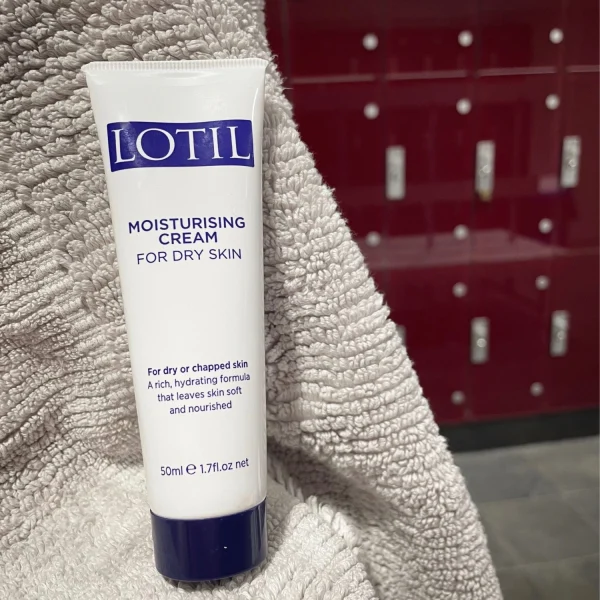 LOTIL
MOISTURISING
CREAM
FOR DRY SKIN
For dry or chapped skin
A rich, hydrating formula
that leaves skin soft
and nourished
50ml ℮ 1.7fl.oz net